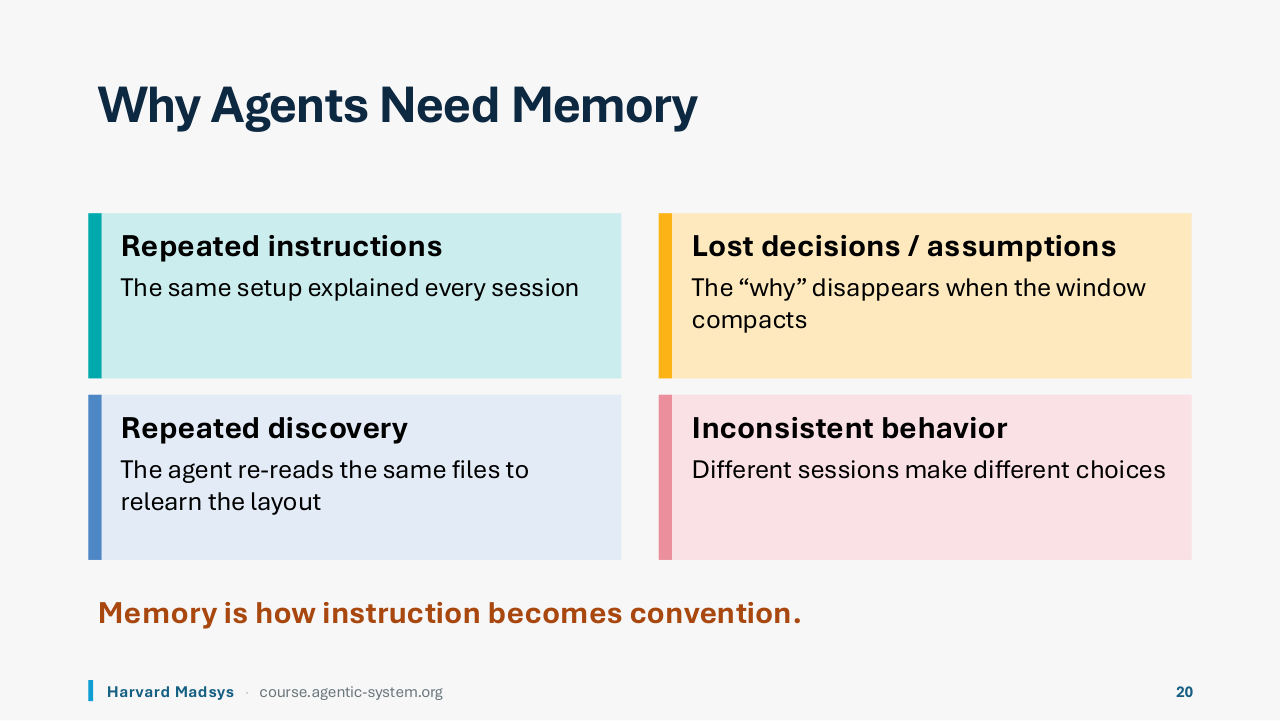 Why Agents Need Memory
Repeated instructions
The same setup explained every session
Lost decisions / assumptions
The “why” disappears when the window
compacts
Repeated discovery
The agent re-reads the same files to
relearn the layout
Inconsistent behavior
Different sessions make different choices
Memory is how instruction becomes convention.
Harvard Madsys · course.agentic-system.org
20